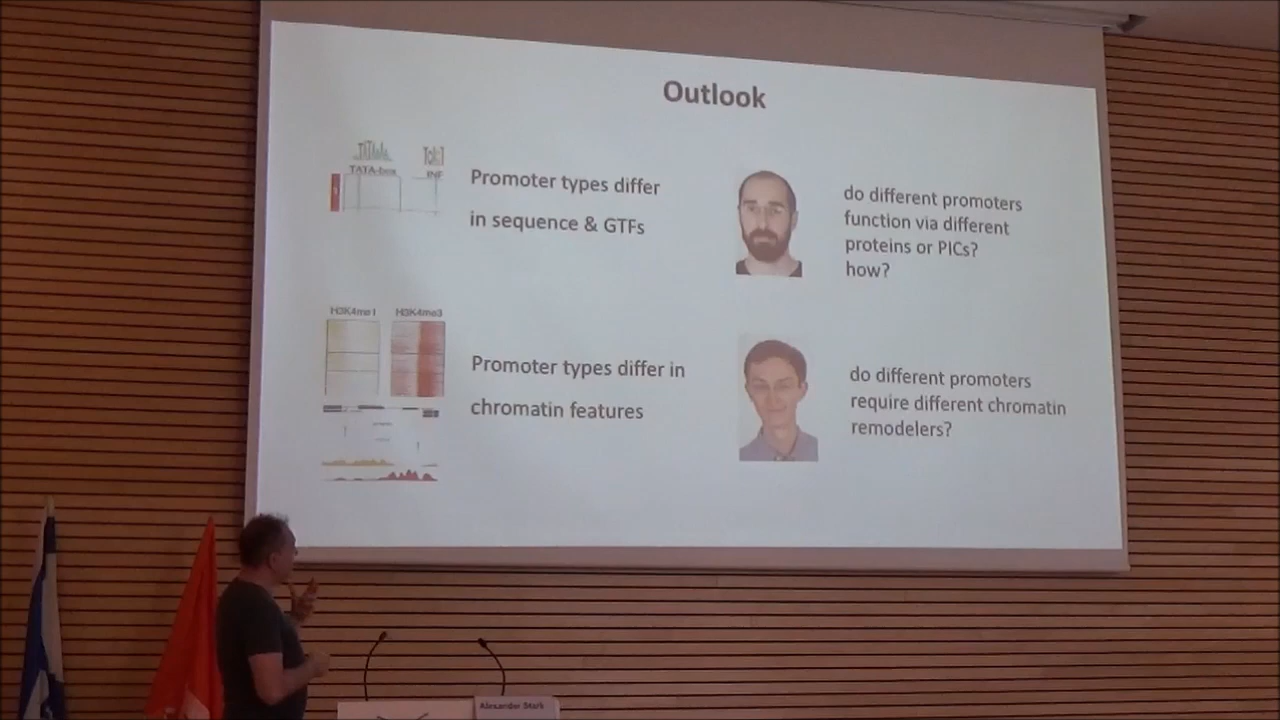 Outlook
TATA-box
INR
Promoter types differ
in sequence & GTFs
do different promoters
function via different
proteins or PICs?
how?
H3K4me1 H3K4me3
Promoter types differ in
chromatin features
do different promoters
require different chromatin
remodelers?
Alexander Stark